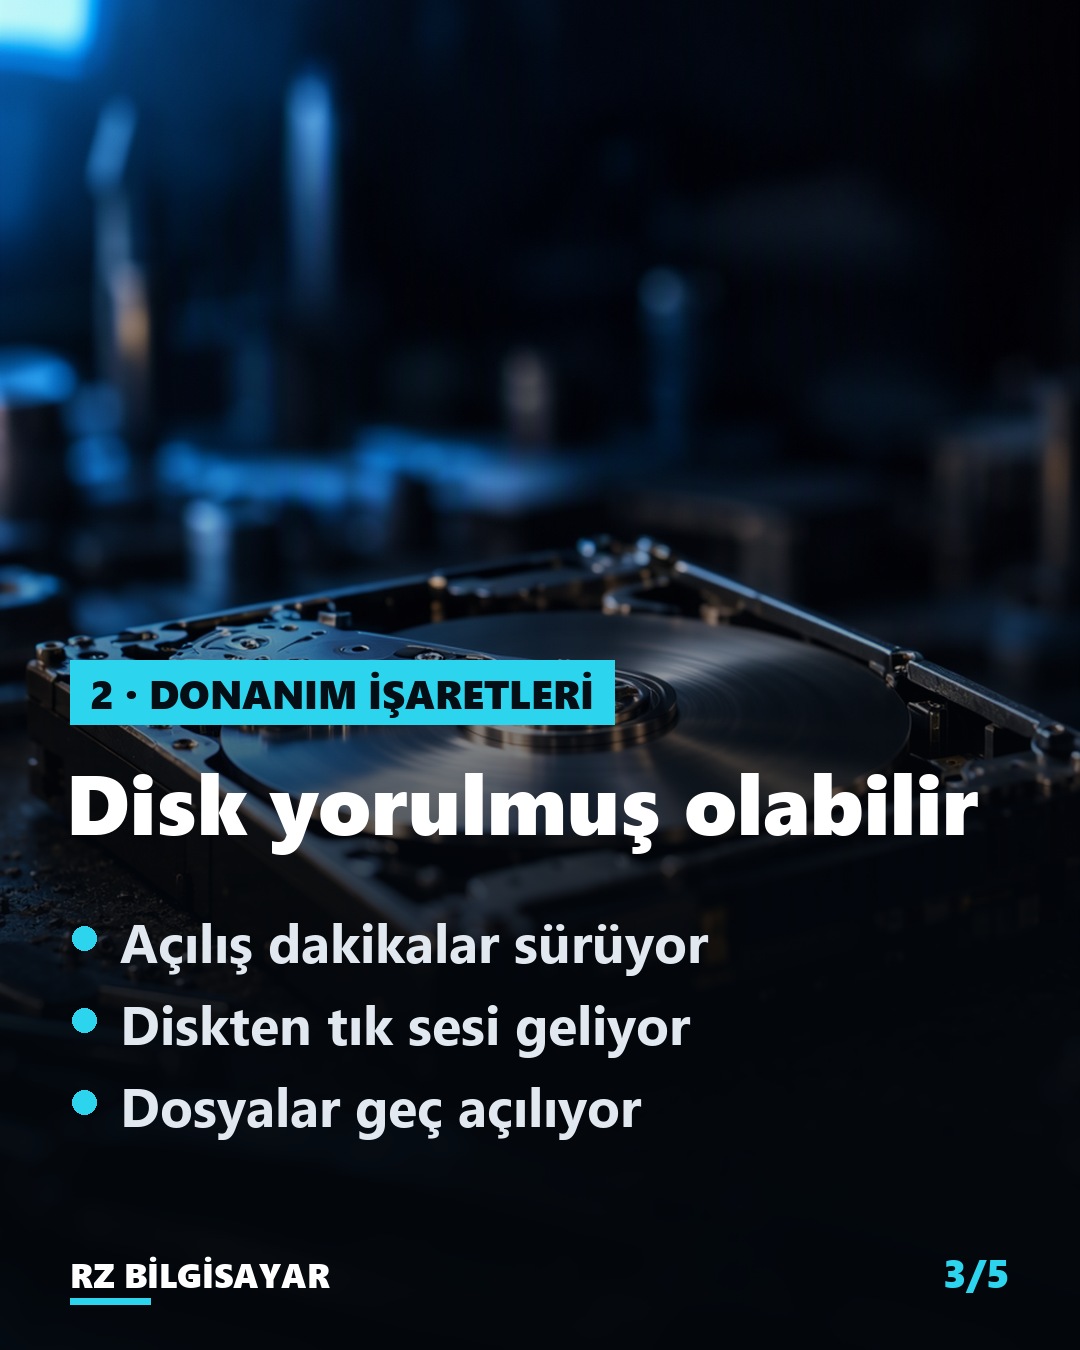 2 · DONANIM İŞARETLERİ
Disk yorulmuş olabilir
Açılış dakikalar sürüyor
Diskten tık sesi geliyor
Dosyalar geç açılıyor
RZ BİLGİSAYAR
3/5